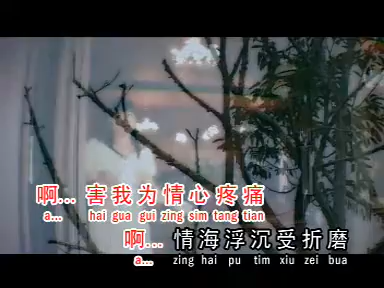 啊... 害我为情心疼痛
a... hai gua gui zing sim tang tian
啊... 情海浮沉受折磨
a... zing hai pu tim xiu zei bua